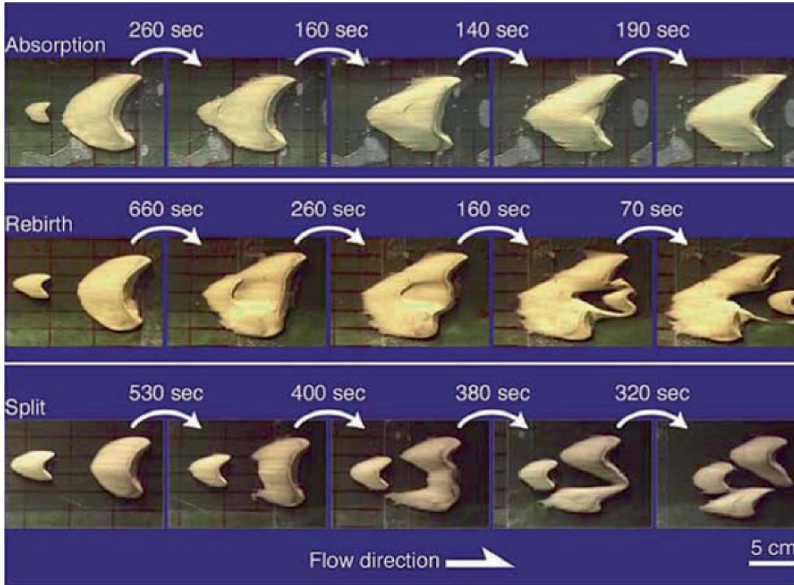 260 sec 160 sec 140 sec 190 sec
Absorption
660 sec 260 sec 160 sec 70 sec
Rebirth
530 sec 400 sec 380 sec 320 sec
Split
Flow direction
5 cm